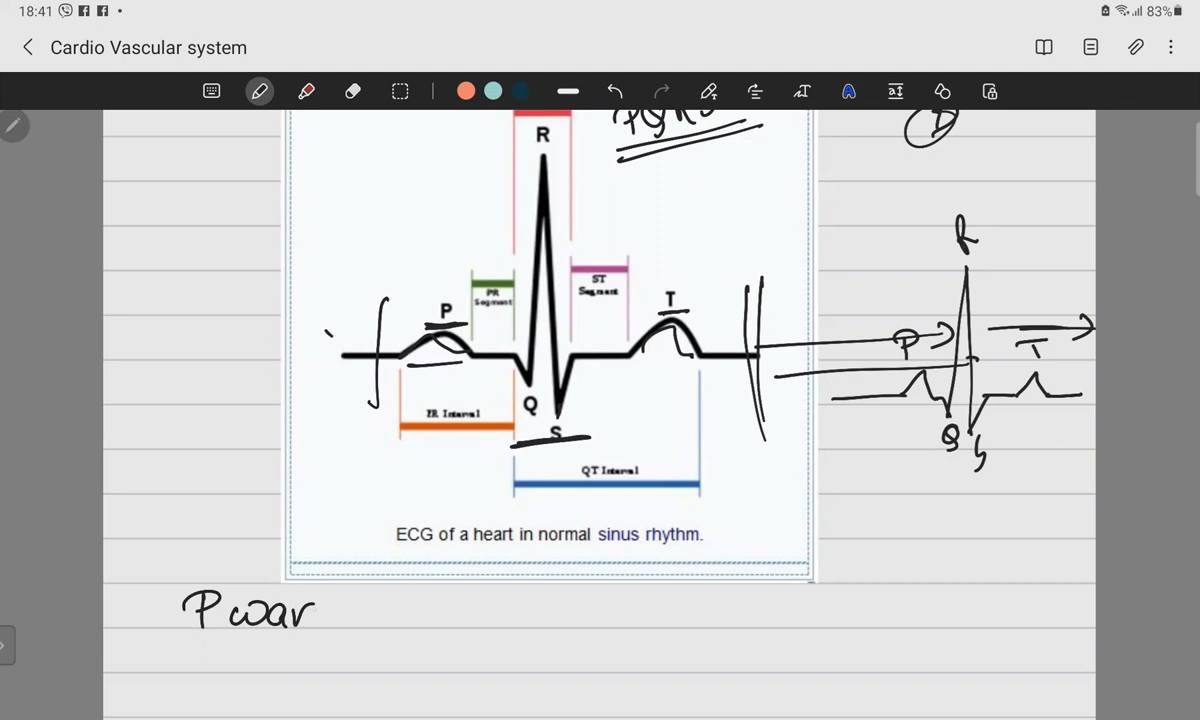 18:41 83%
Cardio Vascular system
R
P
PR
Segment
ST
Segment
T
R
P
T
Q
S
PR Interval
Q
S
QT Interval
ECG of a heart in normal sinus rhythm.
P wav